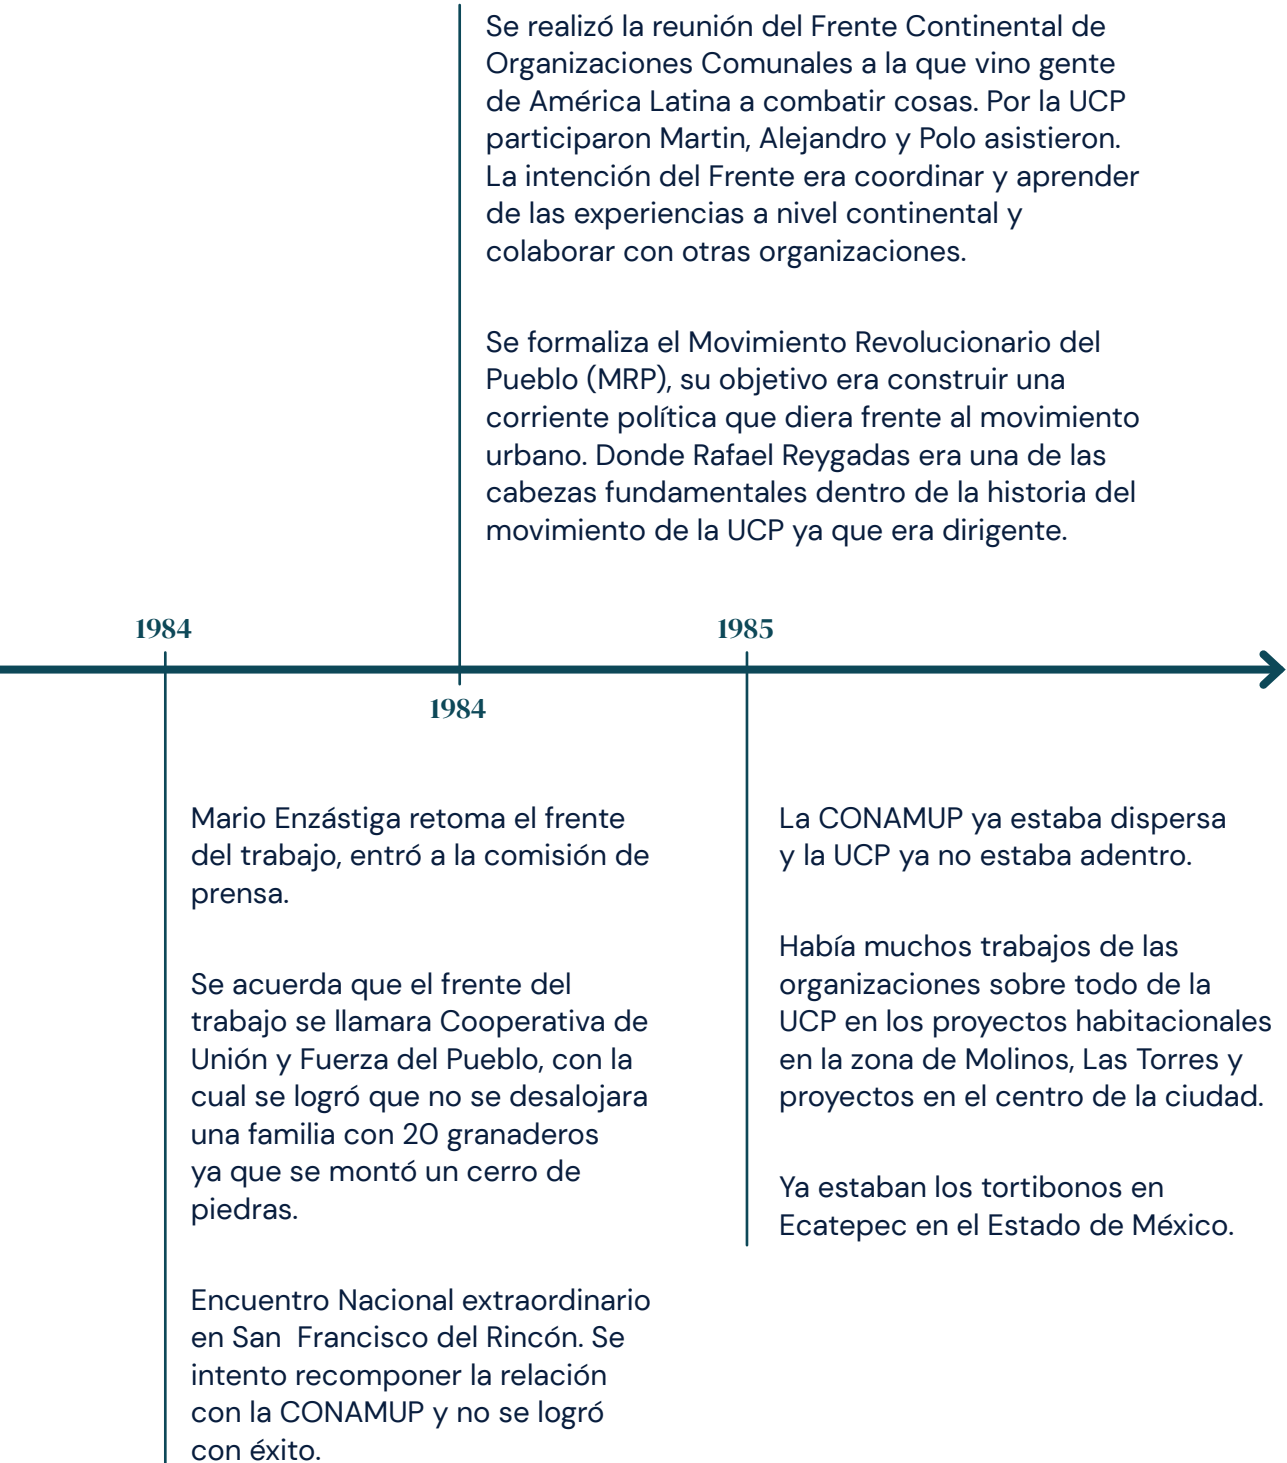 Se realizó la reunión del Frente Continental de
Organizaciones Comunales a la que vino gente
de América Latina a combatir cosas. Por la UCP
participaron Martin, Alejandro y Polo asistieron.
La intención del Frente era coordinar y aprender
de las experiencias a nivel continental y
colaborar con otras organizaciones.
Se formaliza el Movimiento Revolucionario del
Pueblo (MRP), su objetivo era construir una
corriente política que diera frente al movimiento
urbano. Donde Rafael Reygadas era una de las
cabezas fundamentales dentro de la historia del
movimiento de la UCP ya que era dirigente.
1984
1985
1984
Mario Enzástiga retoma el frente
del trabajo, entró a la comisión de
prensa.
Se acuerda que el frente del
trabajo se llamara Cooperativa de
Unión y Fuerza del Pueblo, con la
cual se logró que no se desalojara
una familia con 20 granaderos
ya que se montó un cerro de
piedras.
Encuentro Nacional extraordinario
en San  Francisco del Rincón. Se
intento recomponer la relación
con la CONAMUP y no se logró
con éxito.
La CONAMUP ya estaba dispersa
y la UCP ya no estaba adentro.
Había muchos trabajos de las
organizaciones sobre todo de la
UCP en los proyectos habitacionales
en la zona de Molinos, Las Torres y
proyectos en el centro de la ciudad.
Ya estaban los tortibonos en
Ecatepec en el Estado de México.